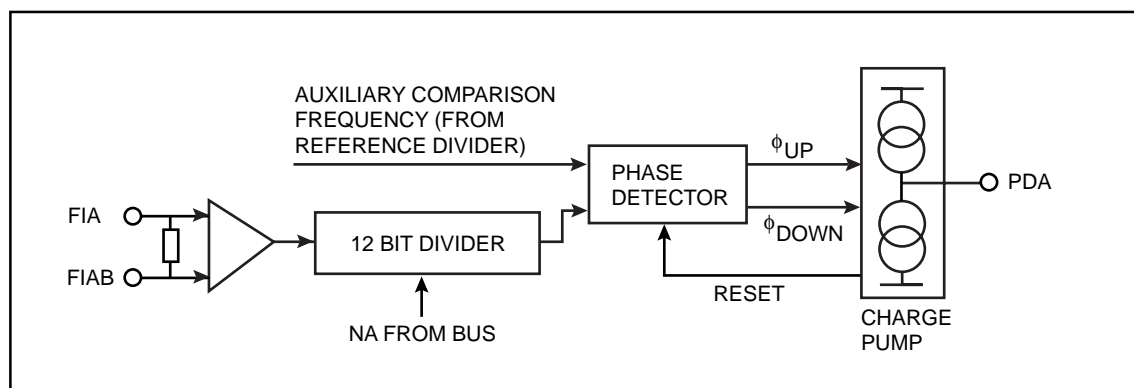 AUXILIARY COMPARISON
FREQUENCY (FROM
REFERENCE DIVIDER)
ϕUP
PHASE
DETECTOR
PDA
FIA
12 BIT DIVIDER
ϕDOWN
FIAB
RESET
NA FROM BUS
CHARGE
PUMP